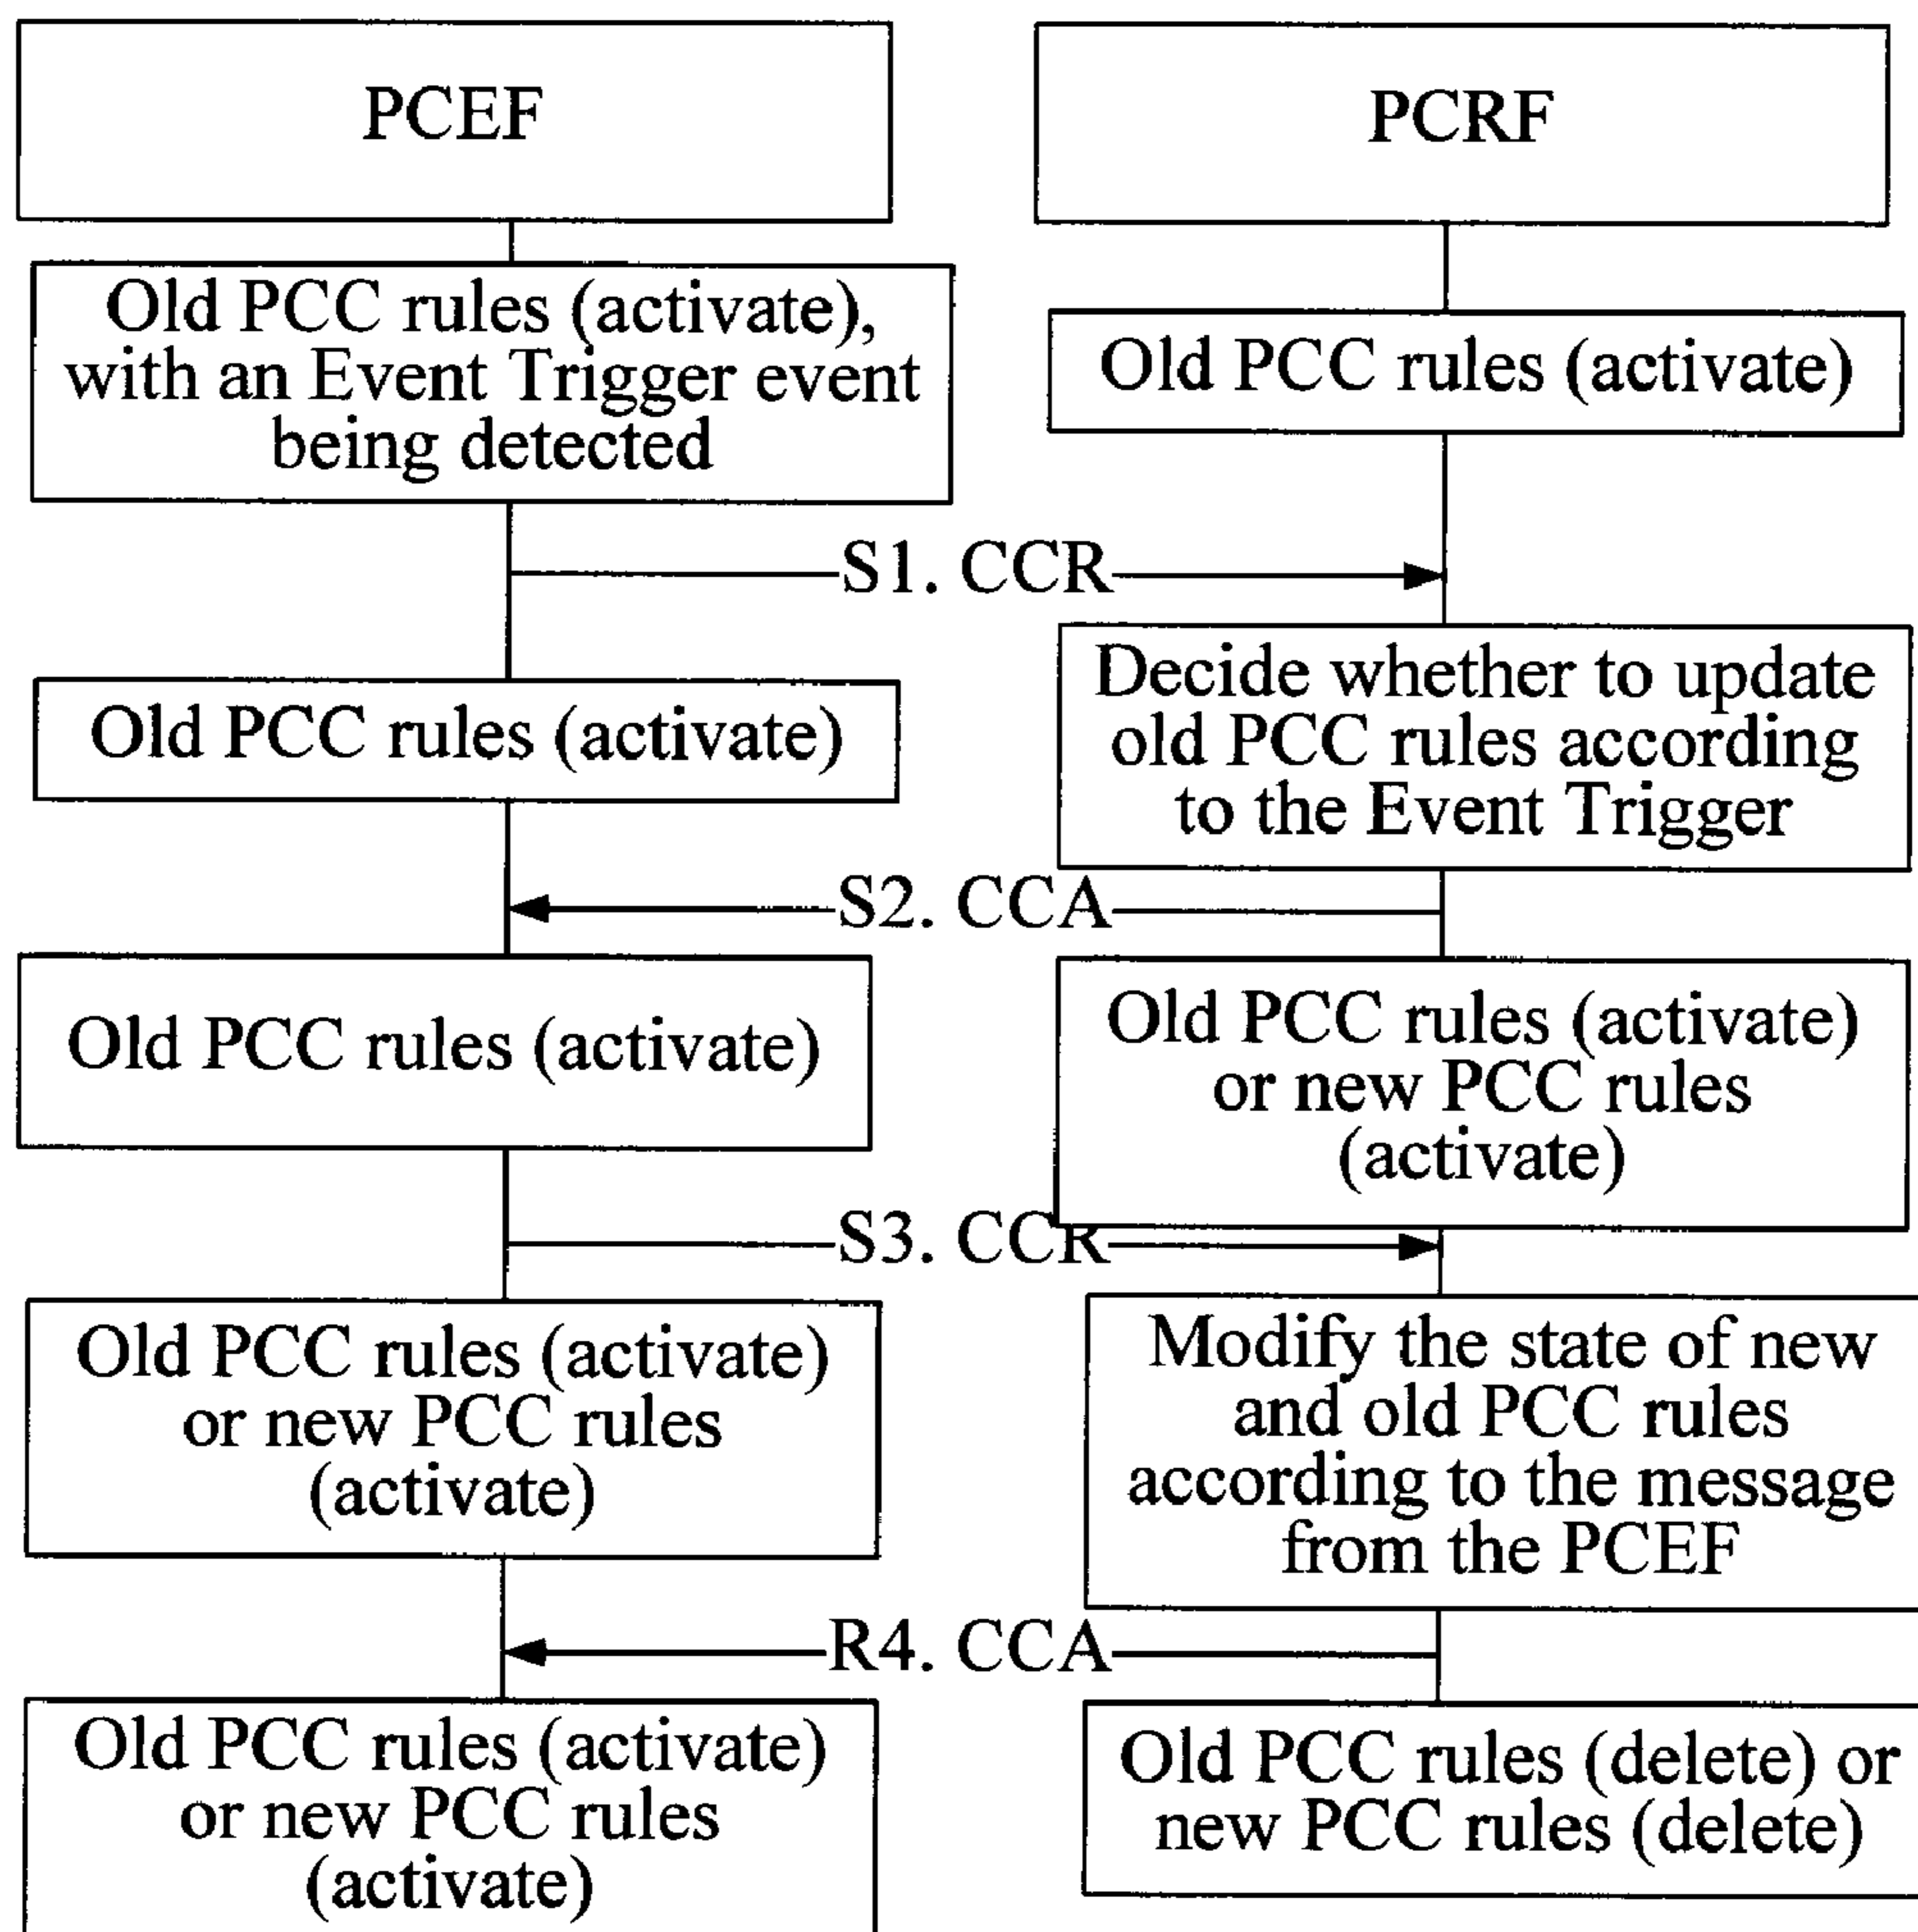 PCEF
PCRF
Old PCC rules (activate),
with an Event Trigger event
being detected
Old PCC rules (activate)
S1. CCR
Old PCC rules (activate)
Decide whether to update
old PCC rules according
to the Event Trigger
S2. CCA
Old PCC rules (activate)
Old PCC rules (activate)
or new PCC rules
(activate)
S3. CCR
Old PCC rules (activate)
or new PCC rules
(activate)
Modify the state of new
and old PCC rules
according to the message
from the PCEF
R4. CCA
Old PCC rules (activate)
or new PCC rules
(activate)
Old PCC rules (delete) or
new PCC rules (delete)